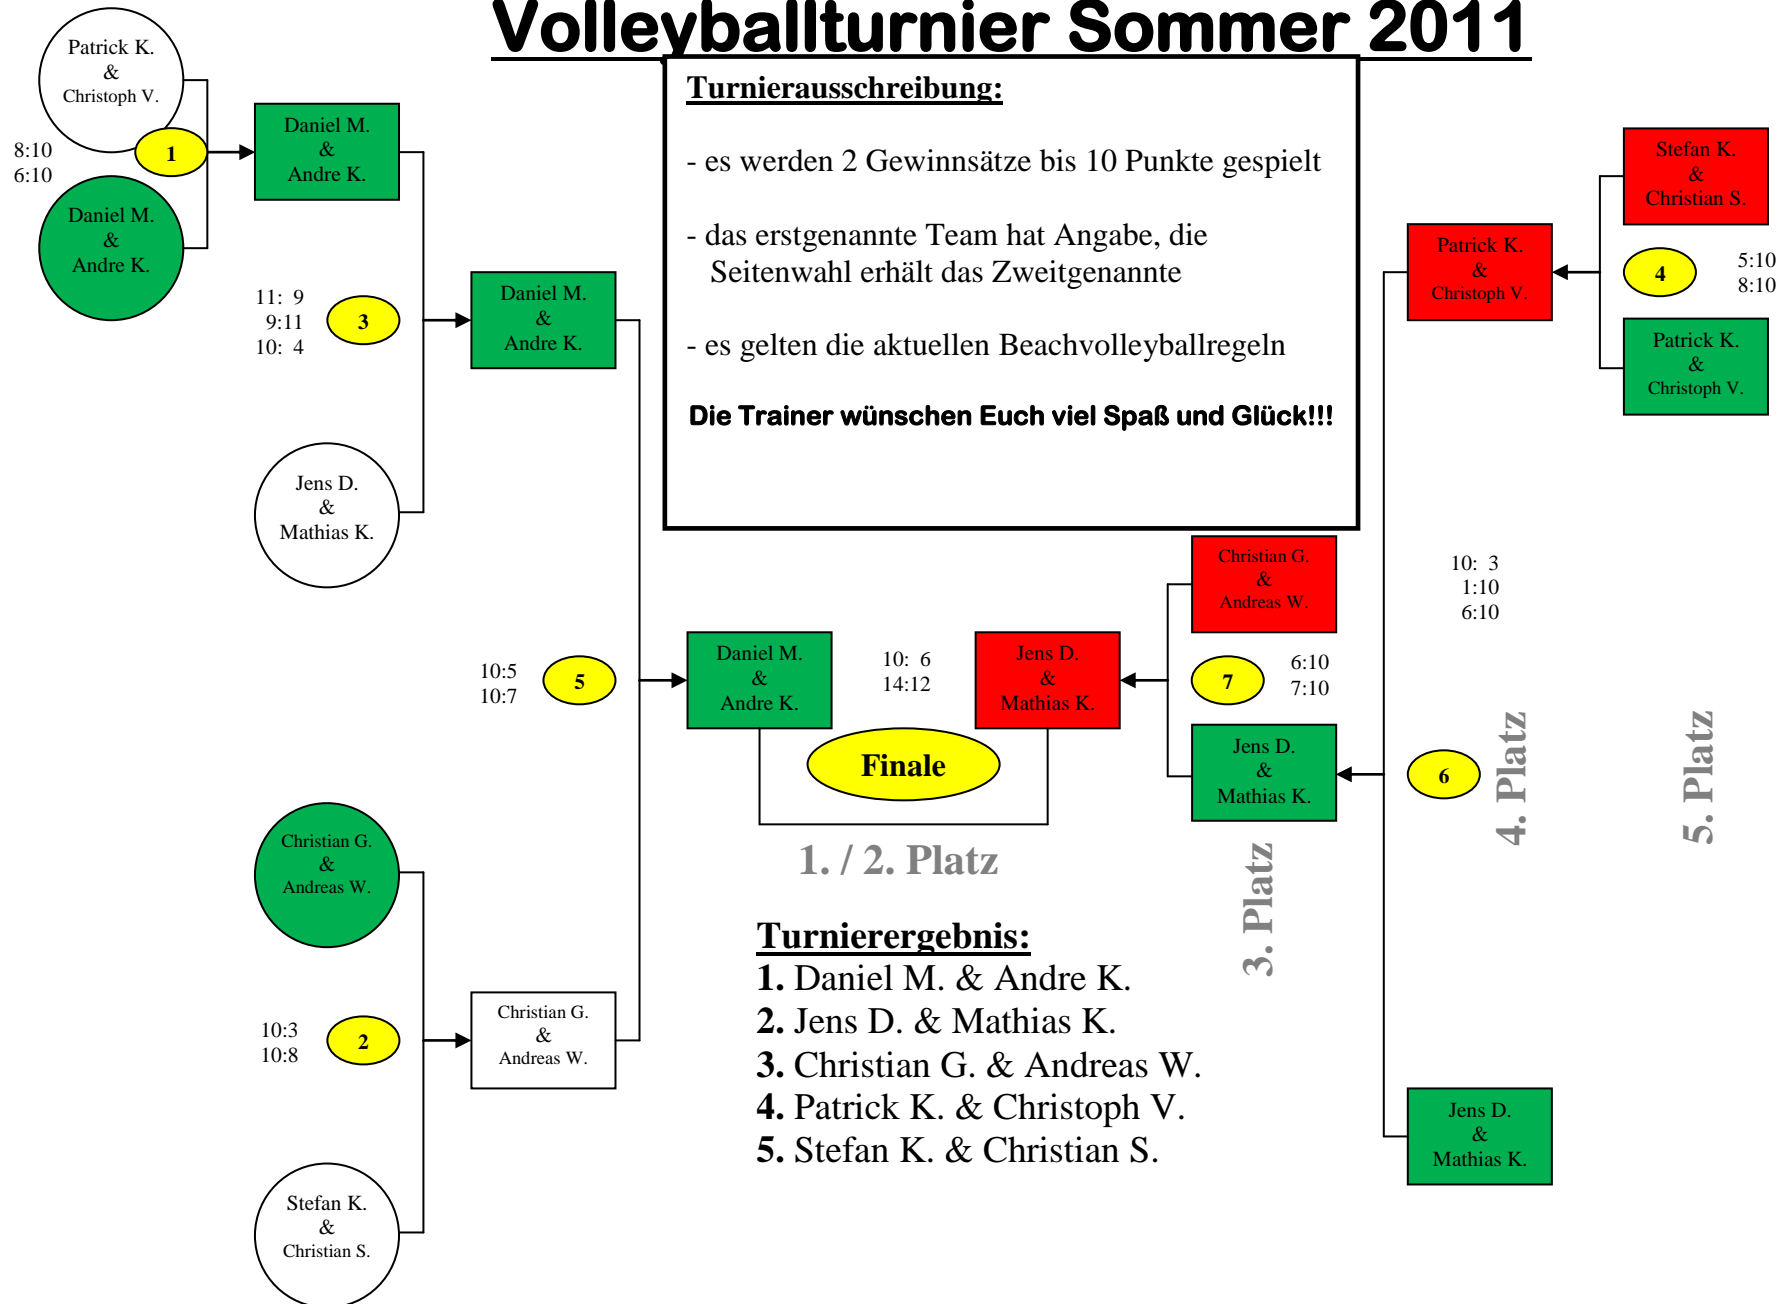 Volleyballturnier Sommer 2011
Turnierausschreibung:
- es werden 2 Gewinnsätze bis 10 Punkte gespielt
- das erstgenannte Team hat Angabe, die
Seitenwahl erhält das Zweitgenannte
- es gelten die aktuellen Beachvolleyballregeln
Die Trainer wünschen Euch viel Spaß und Glück!!!
Patrick K.
&
Christoph V.
8:10
6:10
1
Daniel M.
&
Andre K.
Daniel M.
&
Andre K.
11: 9
9:11
10: 4
3
Jens D.
&
Mathias K.
Daniel M.
&
Andre K.
10:5
10:7
5
Christian G.
&
Andreas W.
10:3
10:8
2
Stefan K.
&
Christian S.
Christian G.
&
Andreas W.
Daniel M.
&
Andre K.
10: 6
14:12
Jens D.
&
Mathias K.
Finale
1. / 2. Platz
Christian G.
&
Andreas W.
7
6:10
7:10
Jens D.
&
Mathias K.
3. Platz
Patrick K.
&
Christoph V.
10: 3
1:10
6:10
6
4. Platz
Jens D.
&
Mathias K.
Stefan K.
&
Christian S.
4
5:10
8:10
Patrick K.
&
Christoph V.
5. Platz
Turnierergebnis:
1. Daniel M. & Andre K.
2. Jens D. & Mathias K.
3. Christian G. & Andreas W.
4. Patrick K. & Christoph V.
5. Stefan K. & Christian S.